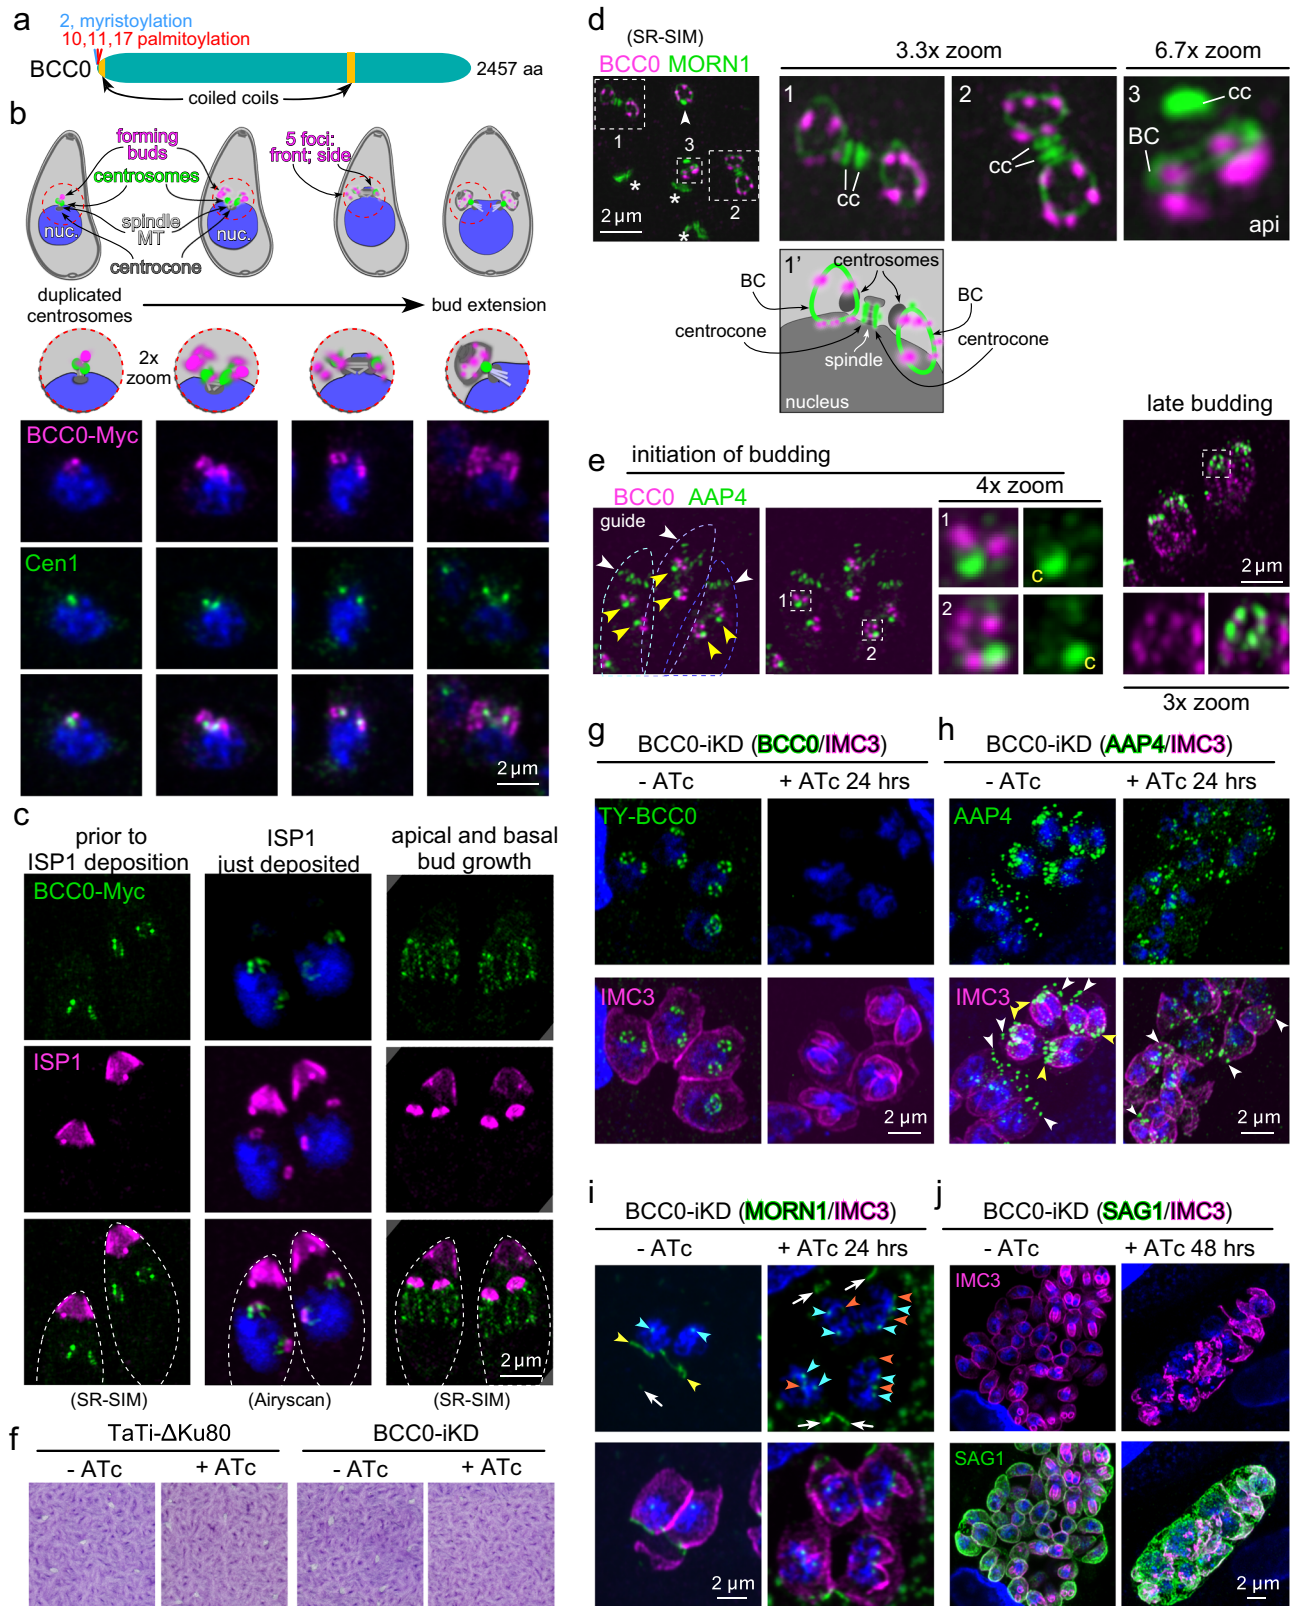 a
2, myristoylation
10,11,17 palmitoylation
BCC0
2457 aa
coiled coils
b
forming
buds
centrosomes
5 foci:
front; side
nuc.
spindle
MT
nuc.
centrocone
duplicated
centrosomes
bud extension
2x
zoom
BCC0-Myc
Cen1
2 µm
c
prior to
ISP1 deposition
ISP1
just deposited
apical and basal
bud growth
BCC0-Myc
ISP1
2 µm
(SR-SIM)
(Airyscan)
(SR-SIM)
d
(SR-SIM)
BCC0 MORN1
3.3x zoom
6.7x zoom
1
3
2
*
*
*
2 µm
1
cc
2
cc
3
cc
BC
api
1'
centrosomes
BC
BC
centrocone
centrocone
spindle
nucleus
e
initiation of budding
late budding
BCC0 AAP4
4x zoom
guide
1
2
1
c
2
c
2 µm
3x zoom
f
TaTi-ΔKu80
BCC0-iKD
- ATc
+ ATc
- ATc
+ ATc
g
BCC0-iKD (BCC0/IMC3)
- ATc
+ ATc 24 hrs
TY-BCC0
IMC3
2 µm
h
BCC0-iKD (AAP4/IMC3)
- ATc
+ ATc 24 hrs
AAP4
IMC3
2 µm
i
BCC0-iKD (MORN1/IMC3)
- ATc
+ ATc 24 hrs
2 µm
j
BCC0-iKD (SAG1/IMC3)
- ATc
+ ATc 48 hrs
IMC3
SAG1
2 µm